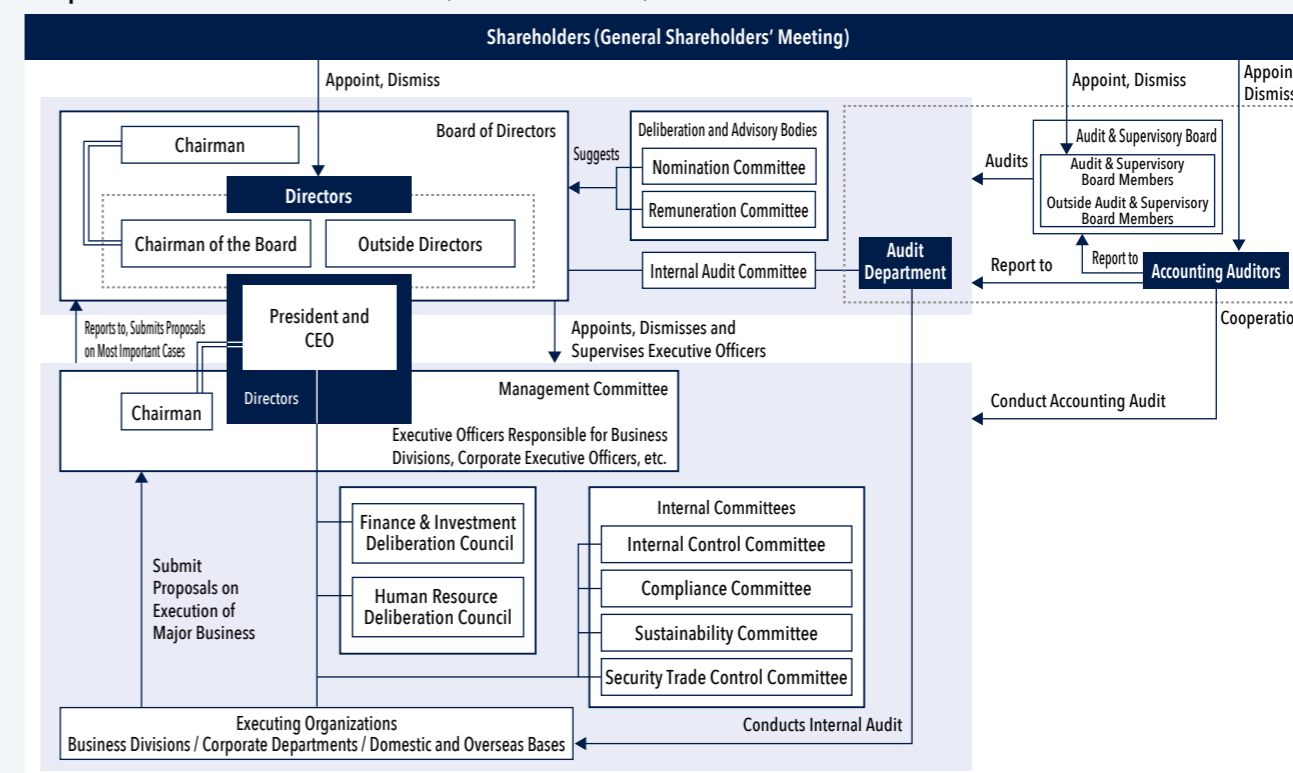 Shareholders (General Shareholders' Meeting)
Appoint, Dismiss
Appoint, Dismiss
Board of Directors
Chairman
Directors
Chairman of the Board
Outside Directors
President and
CEO
Directors
Suggests
Deliberation and Advisory Bodies
Nomination Committee
Remuneration Committee
Internal Audit Committee
Audit
Department
Audits
Audit & Supervisory Board
Audit & Supervisory
Board Members
Outside Audit & Supervisory
Board Members
Report to
Report to
Accounting Auditors
Reports to, Submits Proposals
on Most Important Cases
Appoints, Dismisses and
Supervises Executive Officers
Management Committee
Chairman
Executive Officers Responsible for Business
Divisions, Corporate Executive Officers, etc.
Conduct Accounting Audit
Submit
Proposals on
Execution of
Major Business
Finance & Investment
Deliberation Council
Human Resource
Deliberation Council
Internal Committees
Internal Control Committee
Compliance Committee
Sustainability Committee
Security Trade Control Committee
Executing Organizations
Business Divisions / Corporate Departments / Domestic and Overseas Bases
Conducts Internal Audit